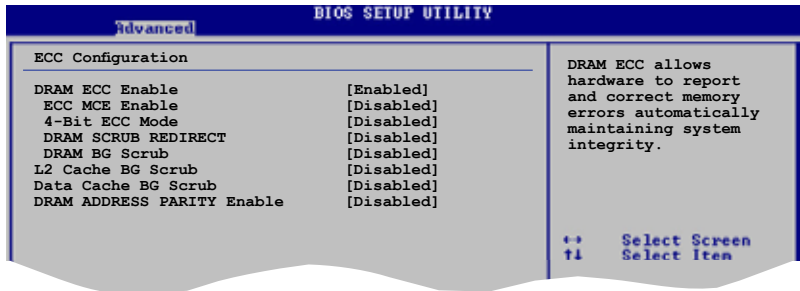 BIOS SETUP UTILITY
Advanced
ECC Configuration
DRAM ECC Enable [Enabled]
ECC MCE Enable [Disabled]
4-Bit ECC Mode [Disabled]
DRAM SCRUB REDIRECT [Disabled]
DRAM BG Scrub [Disabled]
L2 Cache BG Scrub [Disabled]
Data Cache BG Scrub [Disabled]
DRAM ADDRESS PARITY Enable [Disabled]
DRAM ECC allows
hardware to report
and correct memory
errors automatically
maintaining system
integrity.
↔ Select Screen
↑↓ Select Item